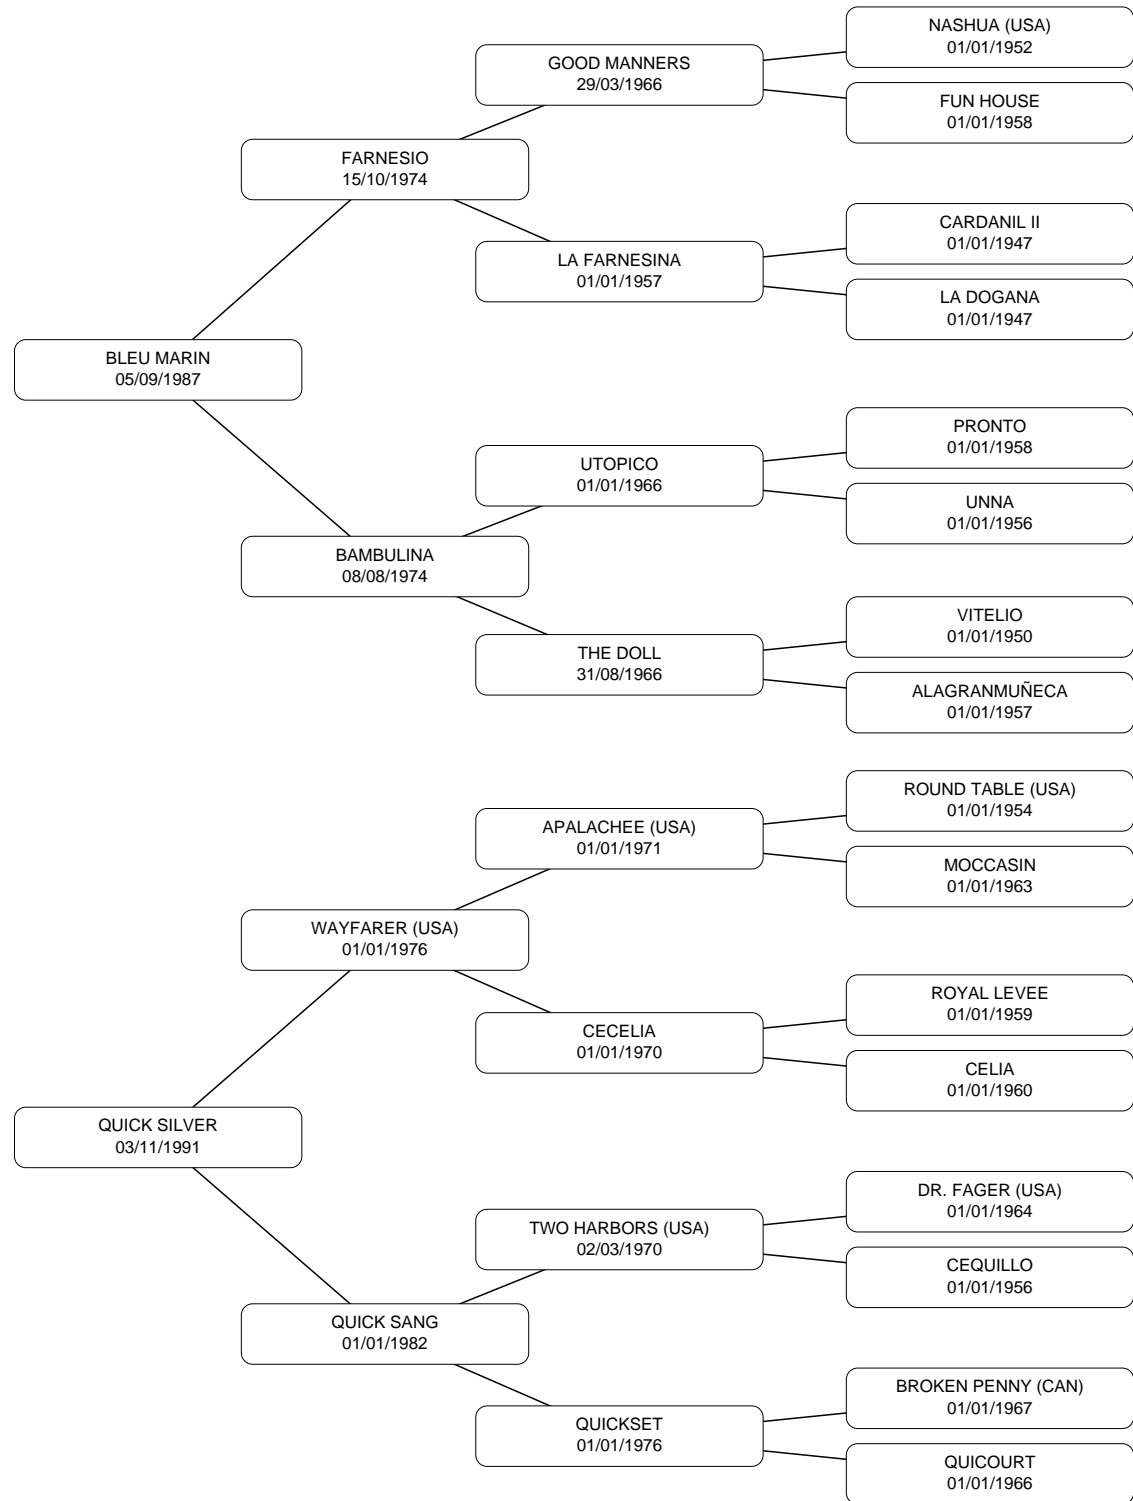 NASHUA (USA)
01/01/1952
GOOD MANNERS
29/03/1966
FUN HOUSE
01/01/1958
FARNESIO
15/10/1974
CARDANIL II
01/01/1947
LA FARNESINA
01/01/1957
LA DOGANA
01/01/1947
BLEU MARIN
05/09/1987
PRONTO
01/01/1958
UTOPICO
01/01/1966
UNNA
01/01/1956
BAMBULINA
08/08/1974
VITELIO
01/01/1950
THE DOLL
31/08/1966
ALAGRANMUÑECA
01/01/1957
ROUND TABLE (USA)
01/01/1954
APALACHEE (USA)
01/01/1971
MOCCASIN
01/01/1963
WAYFARER (USA)
01/01/1976
ROYAL LEVEE
01/01/1959
CECELIA
01/01/1970
CELIA
01/01/1960
QUICK SILVER
03/11/1991
DR. FAGER (USA)
01/01/1964
TWO HARBORS (USA)
02/03/1970
CEQUILLO
01/01/1956
QUICK SANG
01/01/1982
BROKEN PENNY (CAN)
01/01/1967
QUICKSET
01/01/1976
QUICOURT
01/01/1966